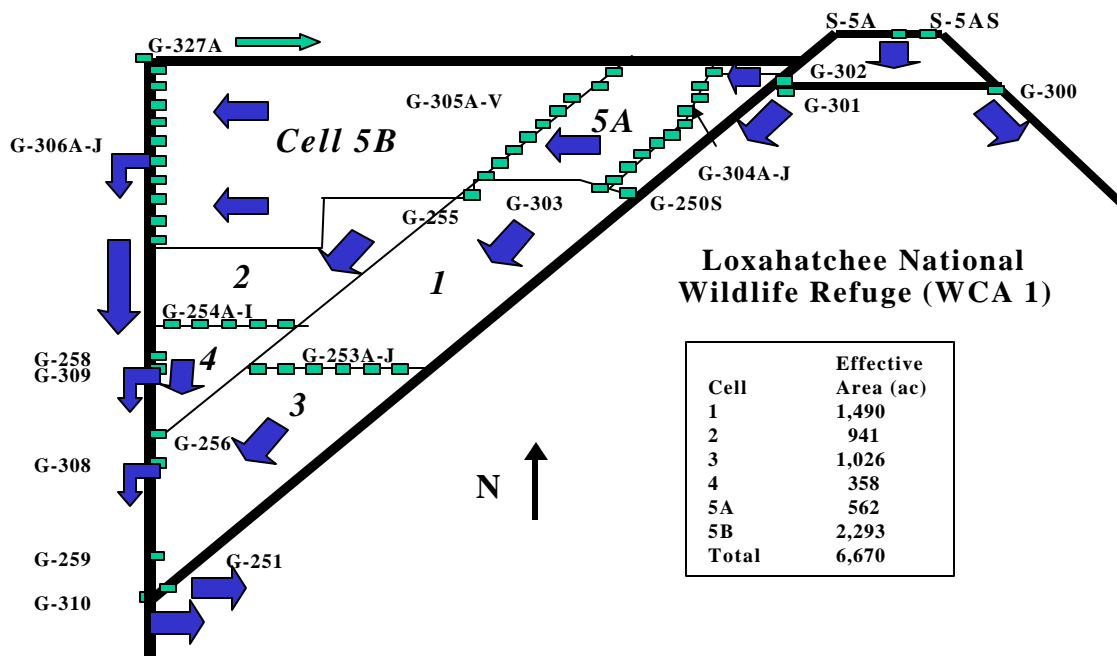 S-5A S-5AS
G-327A
G-302
G-305A-V
5A
G-301
G-300
Cell 5B
G-306A-J
G-304A-J
G-255
G-303
G-250S
Loxahatchee National
Wildlife Refuge (WCA 1)
2
1
G-254A-I
G-258
G-309
4
G-253A-J
3
G-256
G-308
N
G-259
G-251
G-310
Effective
Cell Area (ac)
1 1,490
2 941
3 1,026
4 358
5A 562
5B 2,293
Total 6,670